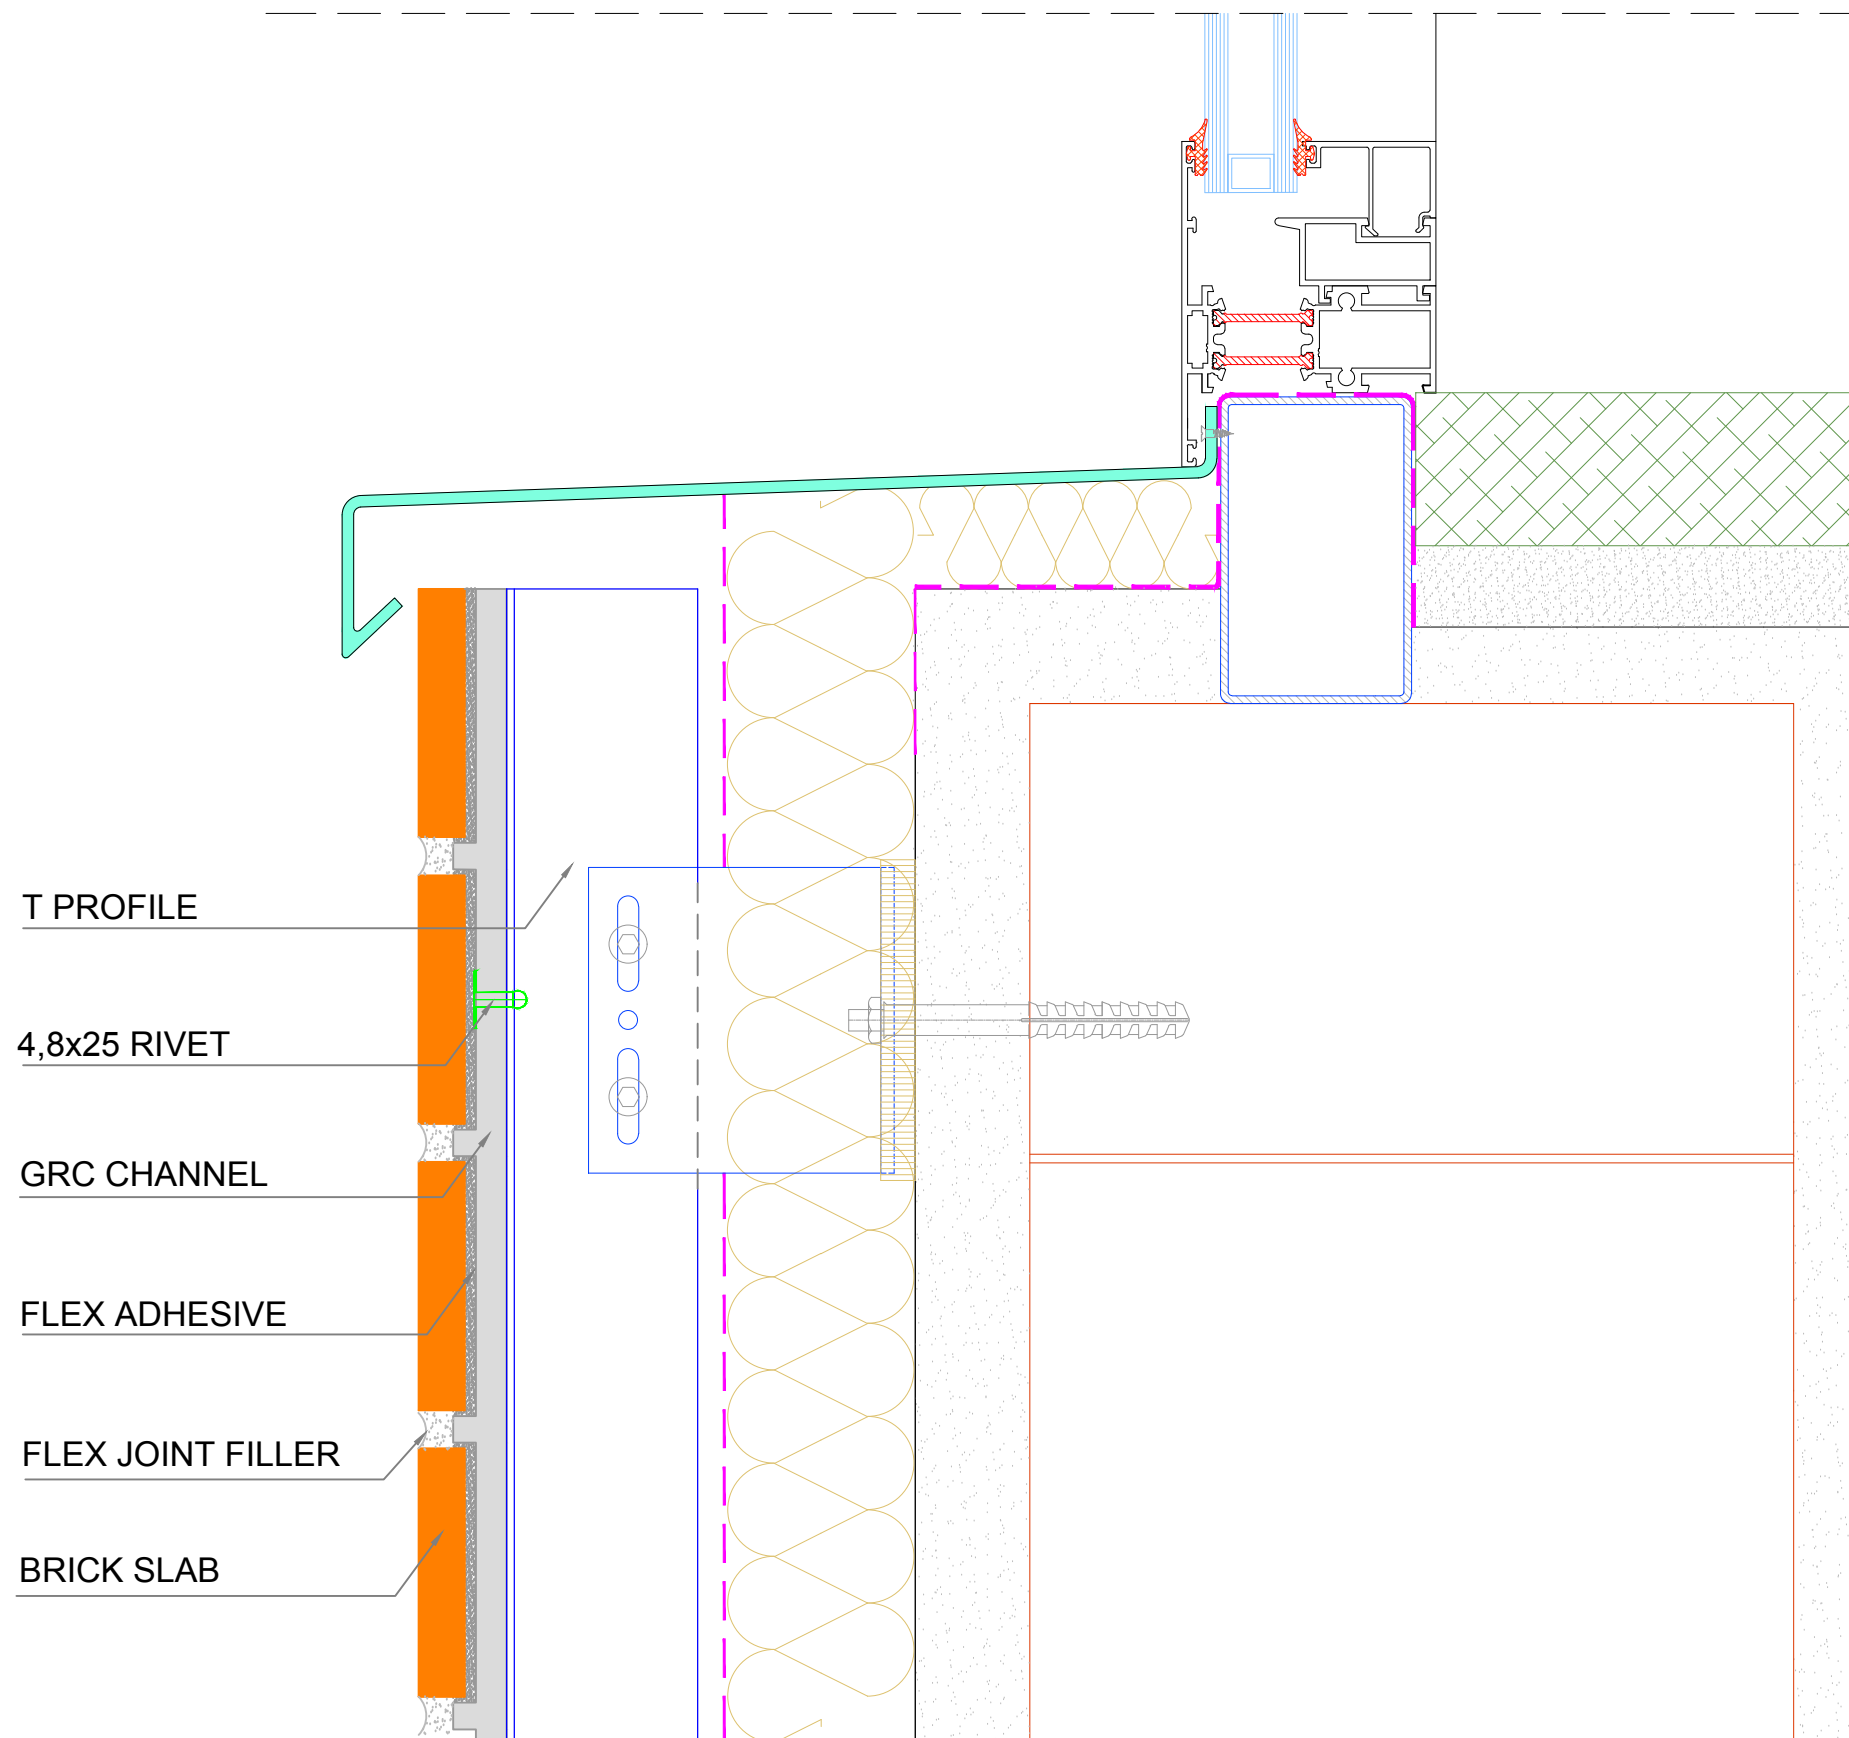 T PROFILE
4,8x25 RIVET
GRC CHANNEL
FLEX ADHESIVE
FLEX JOINT FILLER
BRICK SLAB